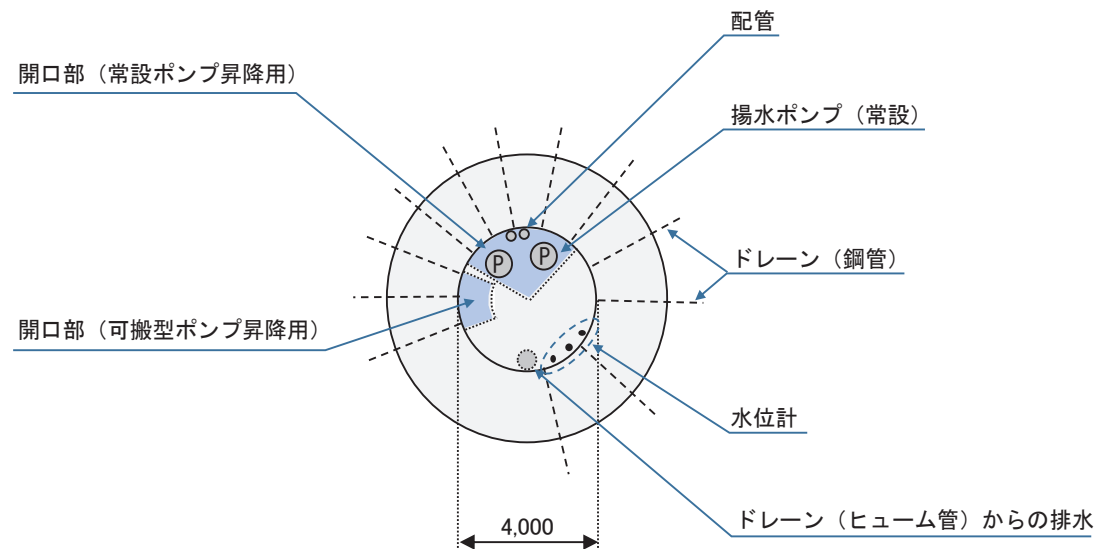 配管
開口部（常設ポンプ昇降用）
揚水ポンプ（常設）
P
P
ドレーン（鋼管）
開口部（可搬型ポンプ昇降用）
水位計
ドレーン（ヒューム管）からの排水
4,000